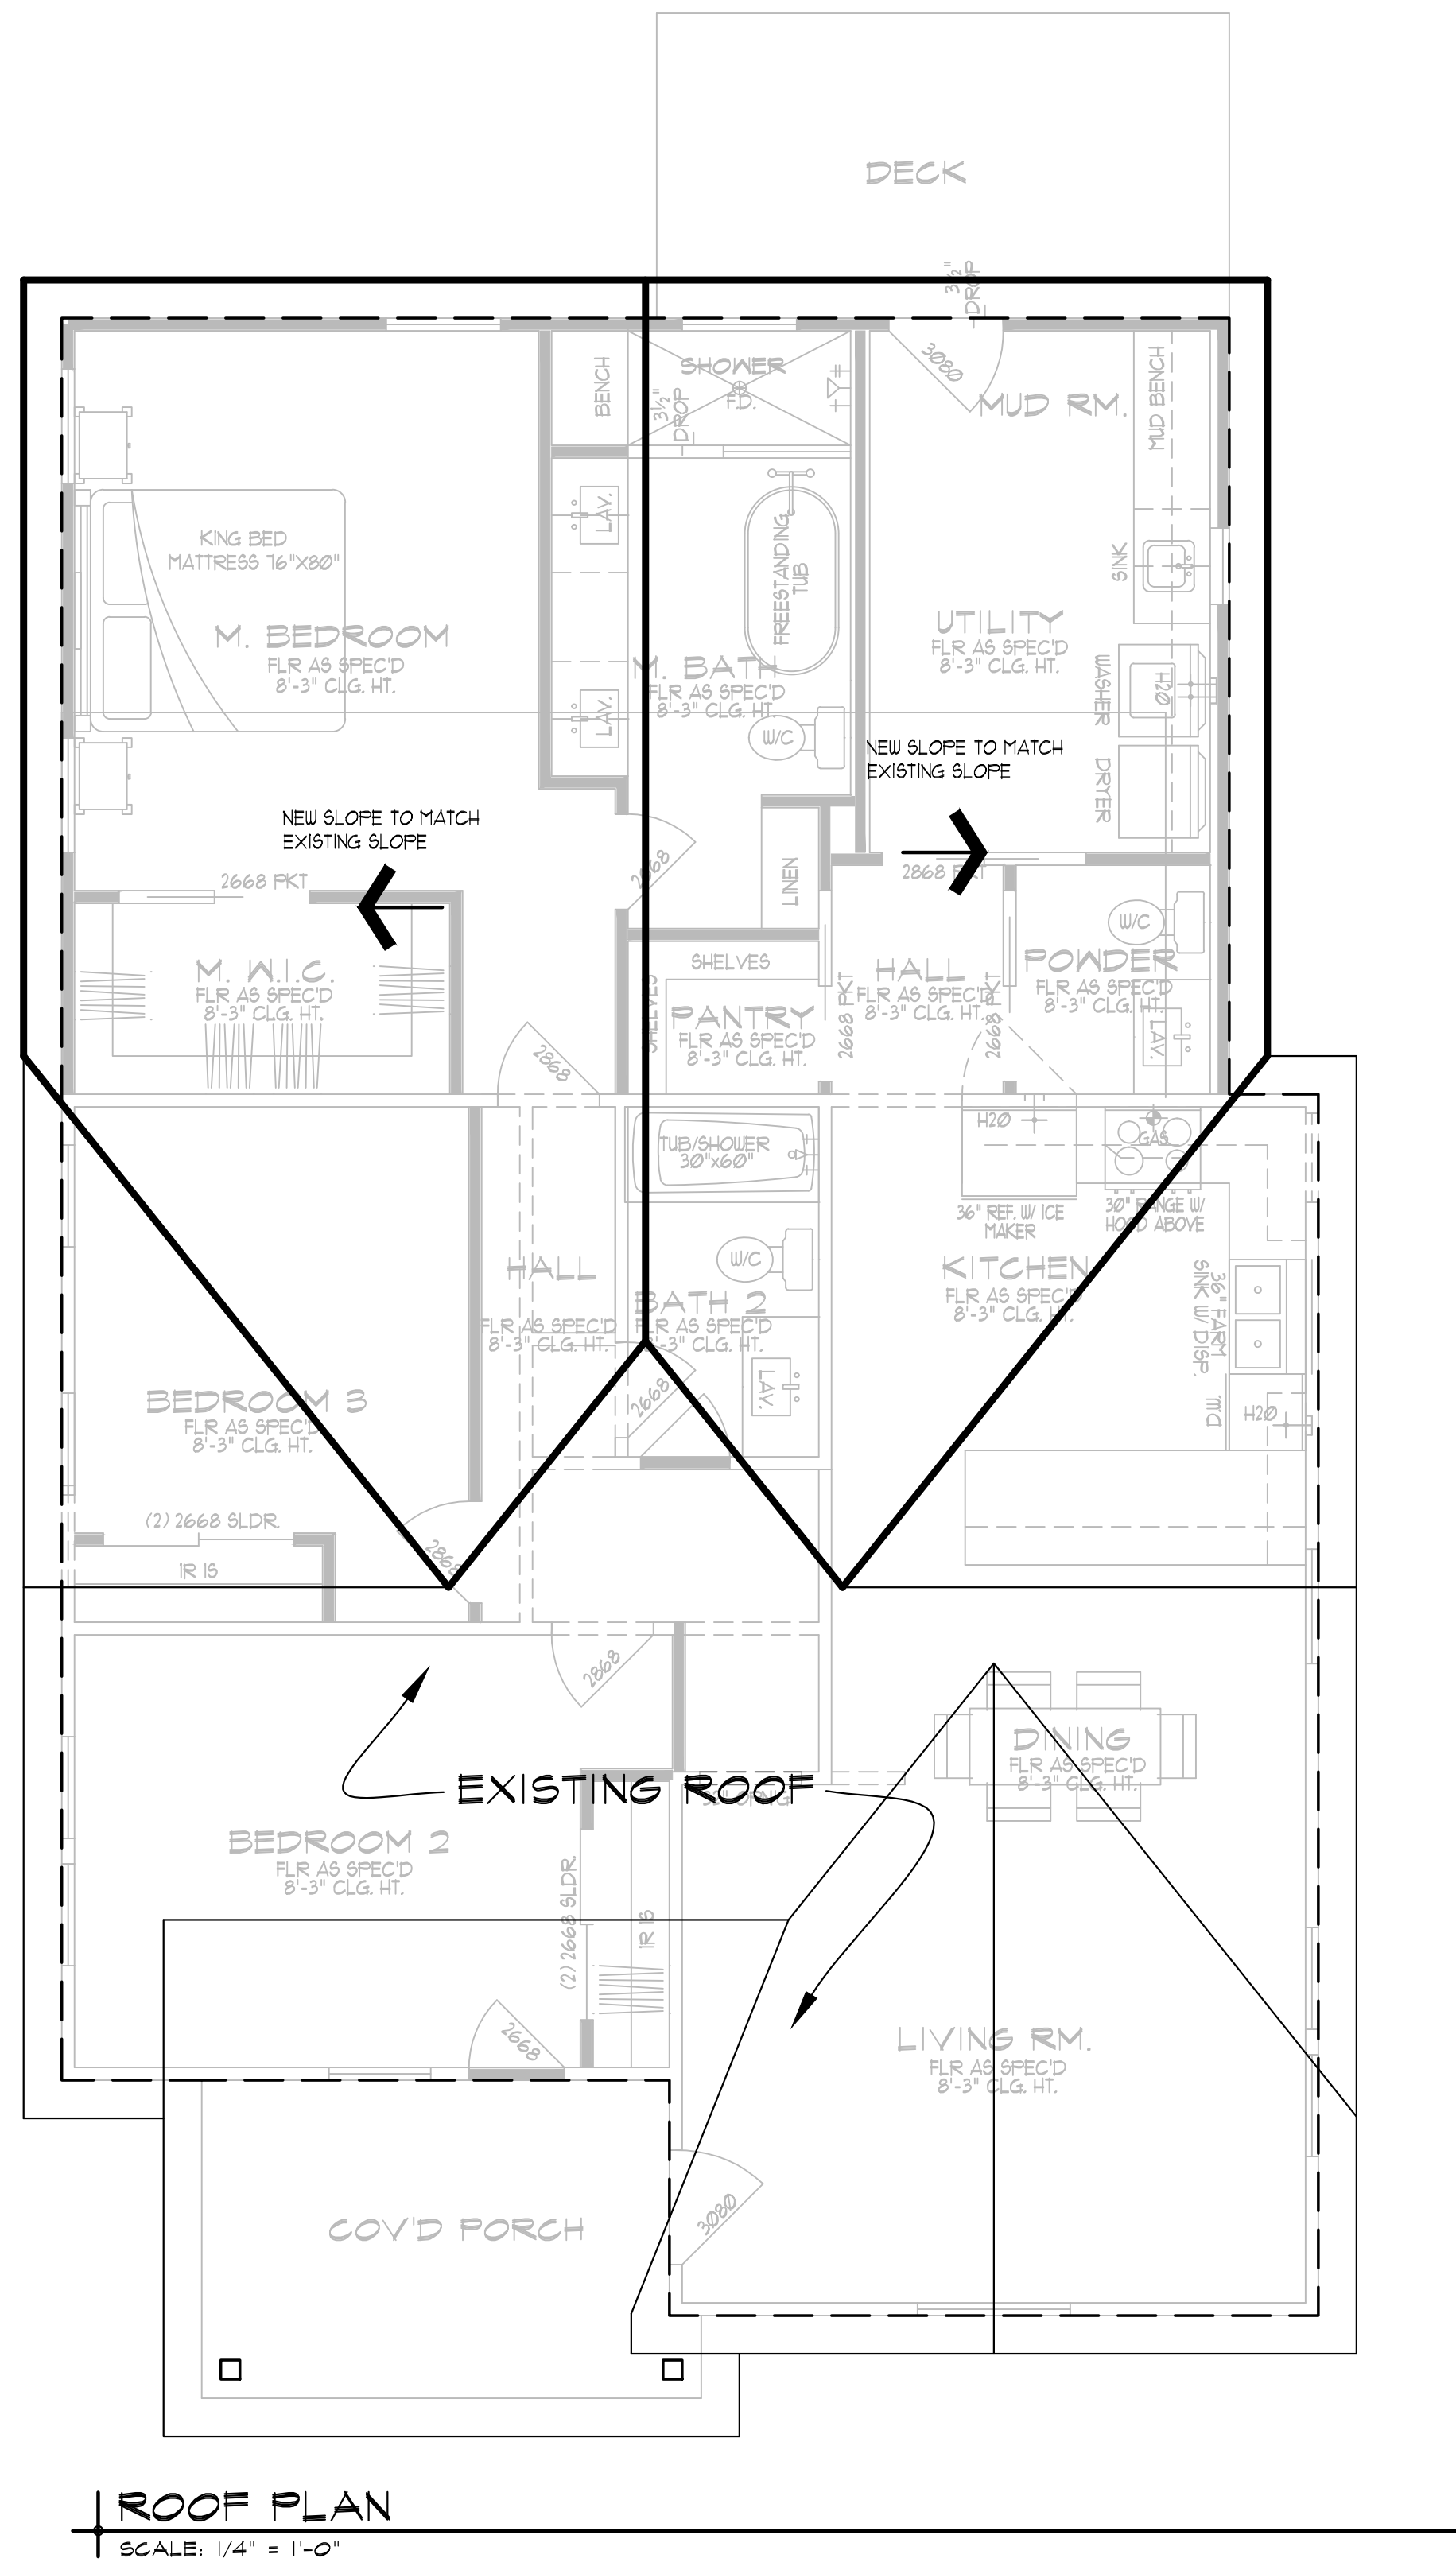 DECK
3½"
DROP
SHOWER
F.D.
BENCH
3½"
DROP
3080
MUD RM.
MUD BENCH
LAV.
FREESTANDING
TUB
SINK
KING BED
MATTRESS 76"X80"
M. BEDROOM
FLR AS SPEC'D
8'-3" CLG. HT.
M. BATH
FLR AS SPEC'D
8'-3" CLG. HT.
UTILITY
FLR AS SPEC'D
8'-3" CLG. HT.
WASHER
H2O
LAV.
W/C
NEW SLOPE TO MATCH
EXISTING SLOPE
DRYER
NEW SLOPE TO MATCH
EXISTING SLOPE
2668 PKT
2868
LINEN
2868 PKT
W/C
M. W.I.C.
FLR AS SPEC'D
8'-3" CLG. HT.
SHELVES
SHELVES
PANTRY
FLR AS SPEC'D
8'-3" CLG. HT.
2668 PKT
HALL
FLR AS SPEC'D
8'-3" CLG. HT.
2668 PKT
POWDER
FLR AS SPEC'D
8'-3" CLG. HT.
LAV.
2868
TUB/SHOWER
30"x60"
H2O
GAS
36" REF. W/ ICE
MAKER
30" RANGE W/
HOOD ABOVE
HALL
FLR AS SPEC'D
8'-3" CLG. HT.
W/C
BATH 2
FLR AS SPEC'D
8'-3" CLG. HT.
KITCHEN
FLR AS SPEC'D
8'-3" CLG. HT.
36" FARM
SINK W/ DISP.
BEDROOM 3
FLR AS SPEC'D
8'-3" CLG. HT.
2668
LAV.
D.W.
H2O
(2) 2668 SLDR.
1R 1S
2868
2868
DINING
FLR AS SPEC'D
8'-3" CLG. HT.
EXISTING ROOF
BEDROOM 2
FLR AS SPEC'D
8'-3" CLG. HT.
(2) 2668 SLDR.
1R 1S
2668
LIVING RM.
FLR AS SPEC'D
8'-3" CLG. HT.
3080
COV'D PORCH
ROOF PLAN
SCALE: 1/4" = 1'-0"